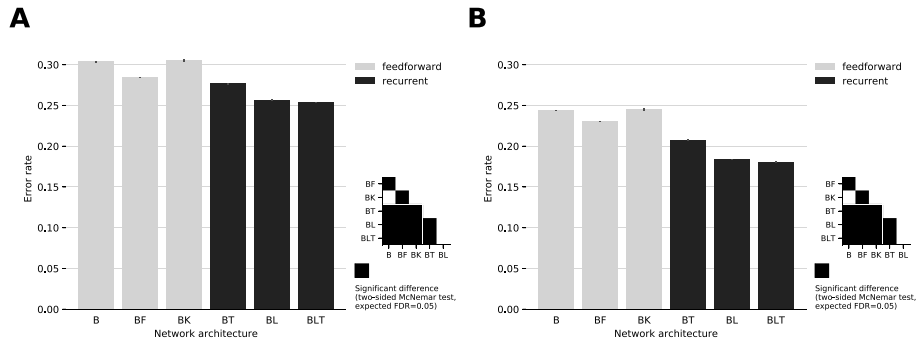 A
0.30
0.25
0.20
0.15
0.10
0.05
0.00
Error rate
B BF BK BT BL BLT
Network architecture
feedforward
recurrent
BF
BK
BT
BL
BLT
B BF BK BT BL
Significant difference
(two-sided McNemar test,
expected FDR=0.05)
B
0.30
0.25
0.20
0.15
0.10
0.05
0.00
Error rate
B BF BK BT BL BLT
Network architecture
feedforward
recurrent
BF
BK
BT
BL
BLT
B BF BK BT BL
Significant difference
(two-sided McNemar test,
expected FDR=0.05)